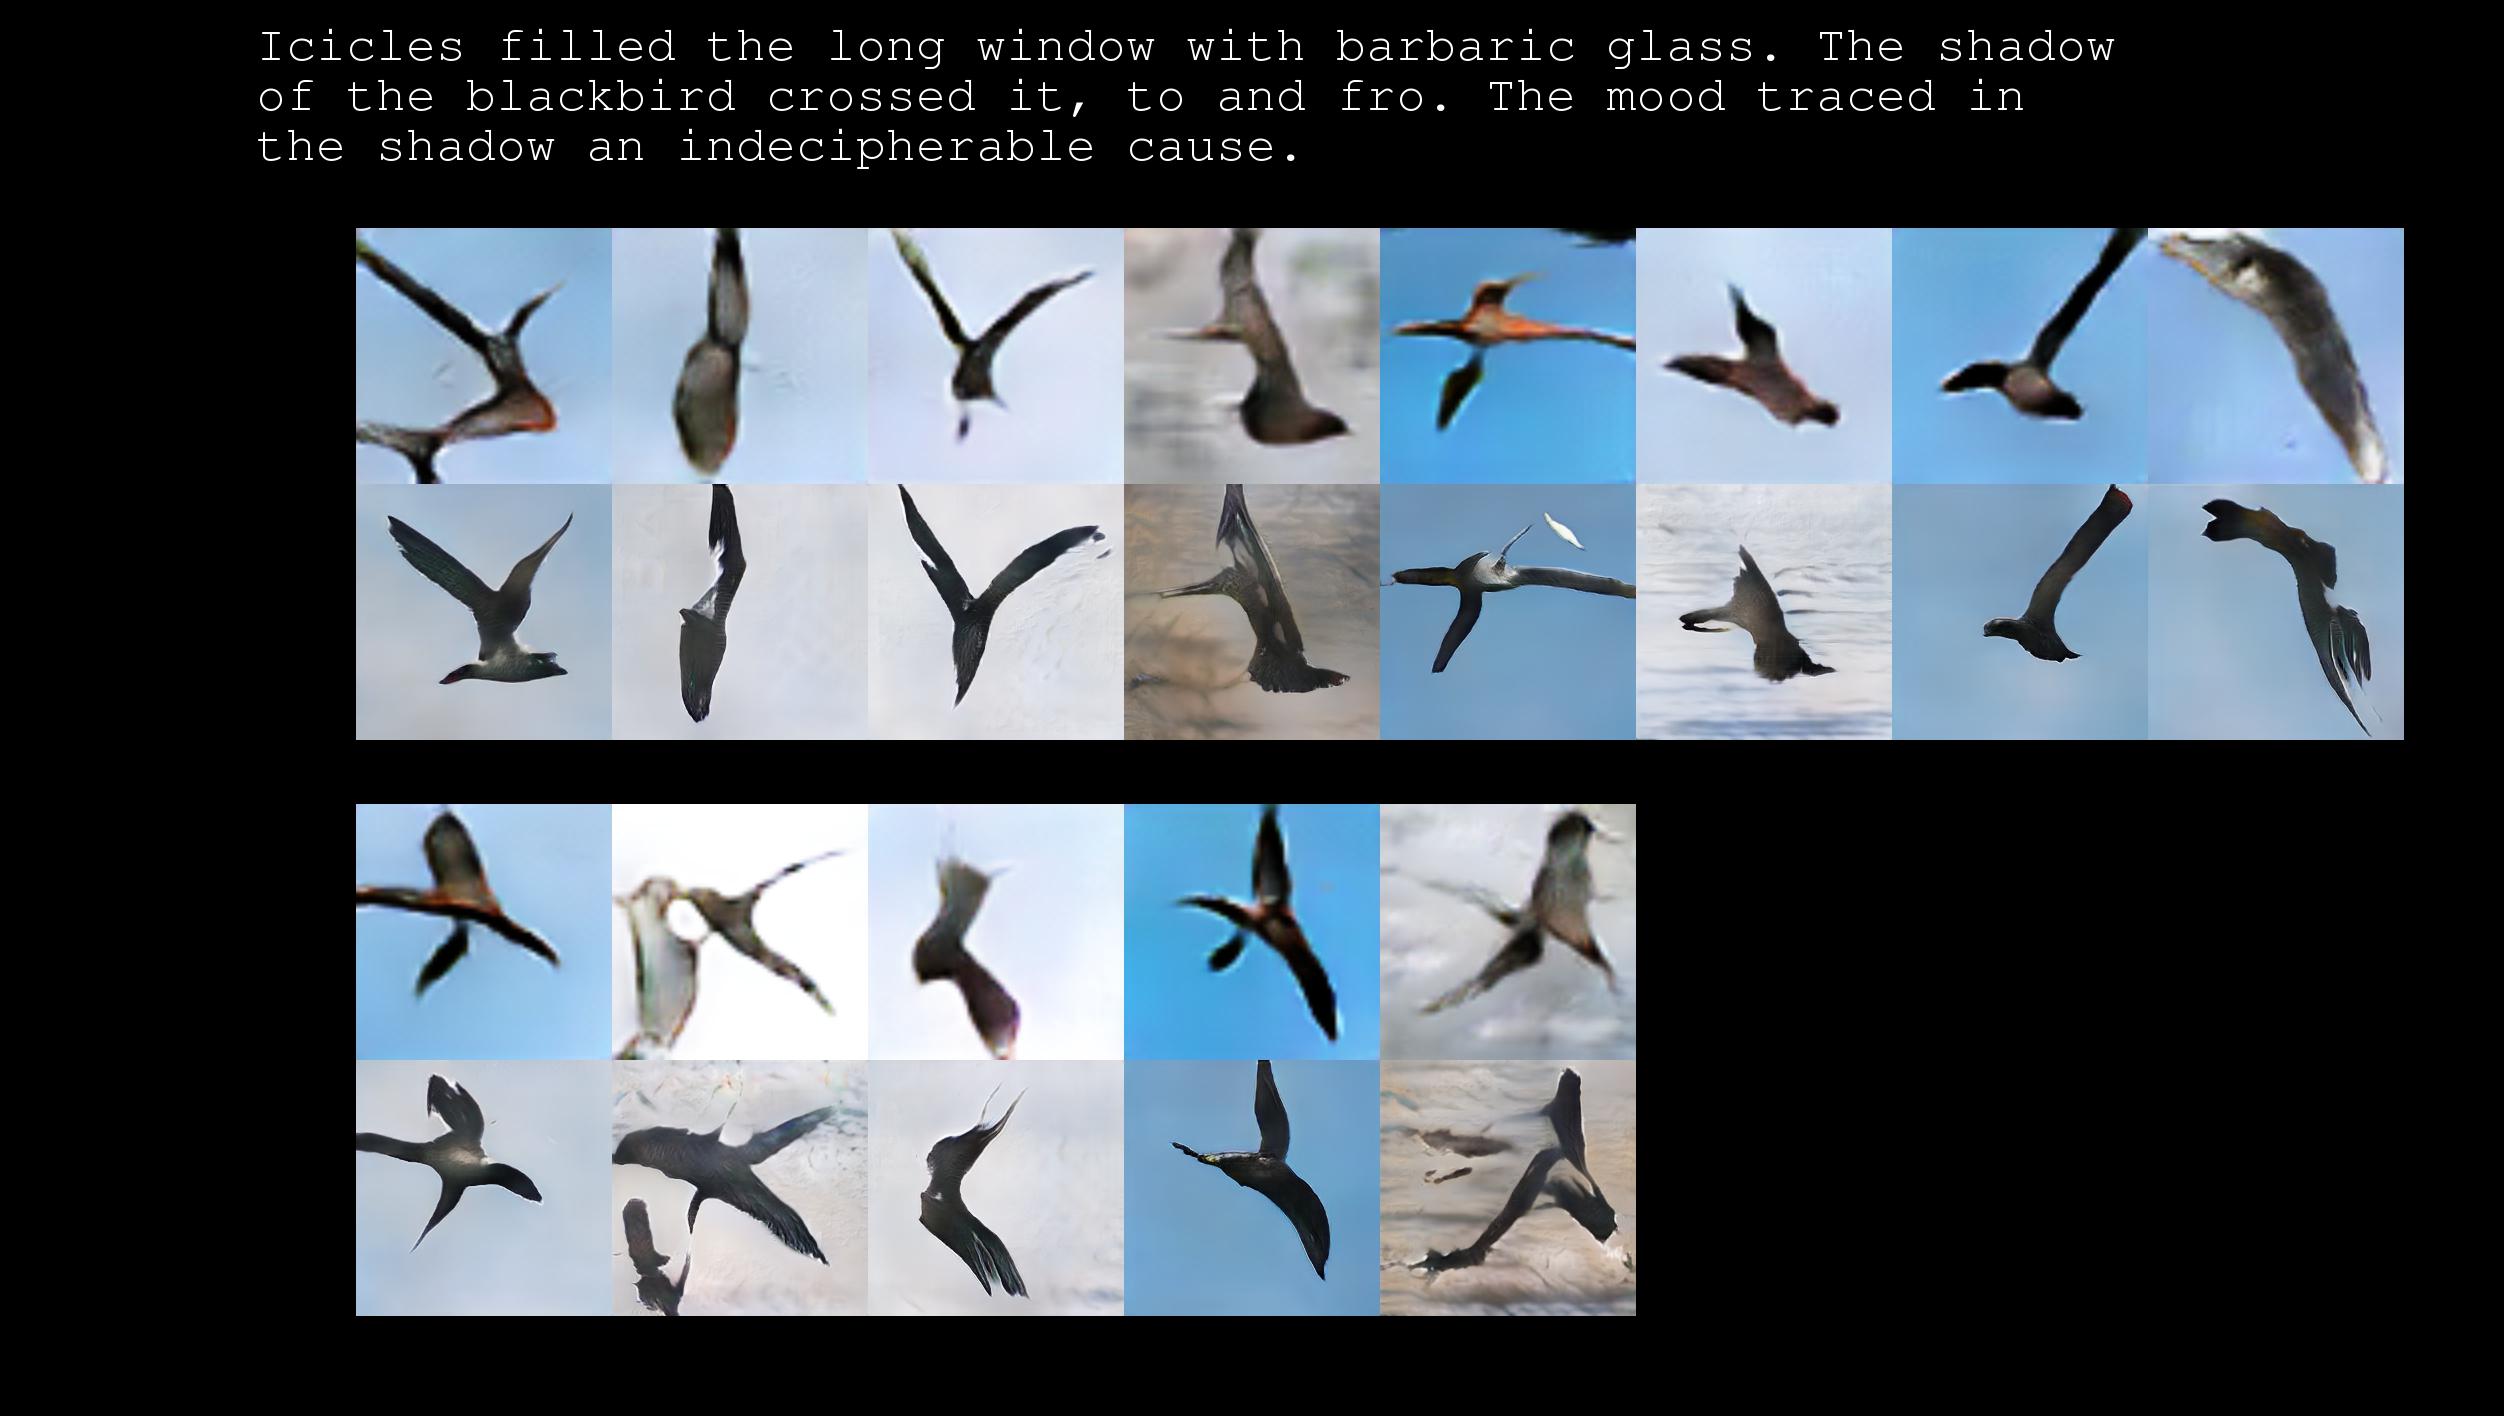 Icicles filled the long window with barbaric glass. The shadow
of the blackbird crossed it, to and fro. The mood traced in
the shadow an indecipherable cause.